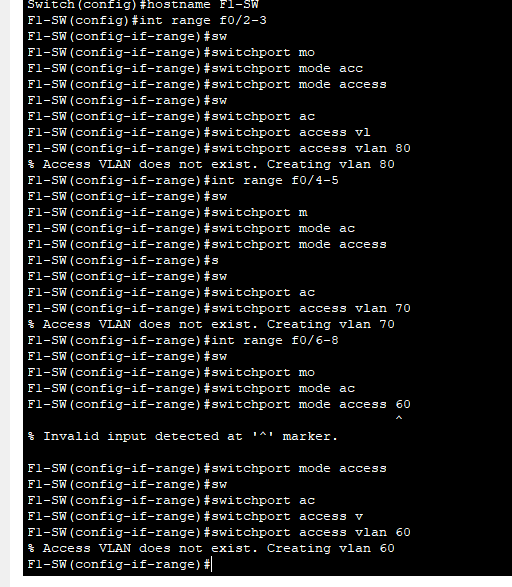 Switch(config)#hostname F1-SW
F1-SW(config)#int range f0/2-3
F1-SW(config-if-range)#sw
F1-SW(config-if-range)#switchport mo
F1-SW(config-if-range)#switchport mode acc
F1-SW(config-if-range)#switchport mode access
F1-SW(config-if-range)#sw
F1-SW(config-if-range)#switchport ac
F1-SW(config-if-range)#switchport access vl
F1-SW(config-if-range)#switchport access vlan 80
% Access VLAN does not exist. Creating vlan 80
F1-SW(config-if-range)#int range f0/4-5
F1-SW(config-if-range)#sw
F1-SW(config-if-range)#switchport m
F1-SW(config-if-range)#switchport mode ac
F1-SW(config-if-range)#switchport mode access
F1-SW(config-if-range)#s
F1-SW(config-if-range)#sw
F1-SW(config-if-range)#switchport ac
F1-SW(config-if-range)#switchport access vlan 70
% Access VLAN does not exist. Creating vlan 70
F1-SW(config-if-range)#int range f0/6-8
F1-SW(config-if-range)#sw
F1-SW(config-if-range)#switchport mo
F1-SW(config-if-range)#switchport mode ac
F1-SW(config-if-range)#switchport mode access 60
^
% Invalid input detected at '^' marker.
F1-SW(config-if-range)#switchport mode access
F1-SW(config-if-range)#sw
F1-SW(config-if-range)#switchport ac
F1-SW(config-if-range)#switchport access v
F1-SW(config-if-range)#switchport access vlan 60
% Access VLAN does not exist. Creating vlan 60
F1-SW(config-if-range)#